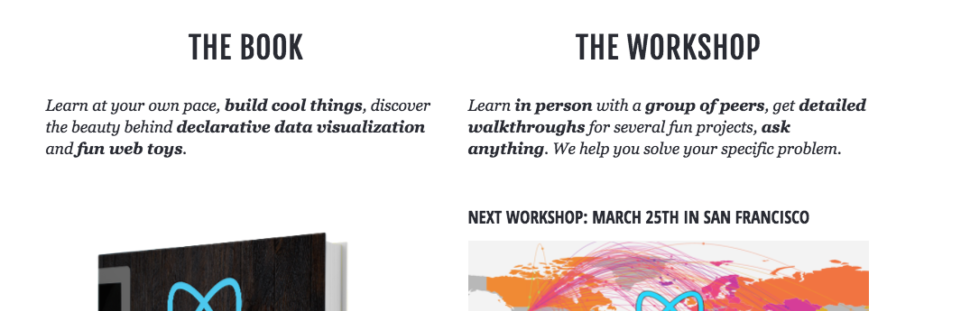 THE BOOK
Learn at your own pace, build cool things, discover
the beauty behind declarative data visualization
and fun web toys.
THE WORKSHOP
Learn in person with a group of peers, get detailed
walkthroughs for several fun projects, ask
anything. We help you solve your specific problem.
NEXT WORKSHOP: MARCH 25TH IN SAN FRANCISCO